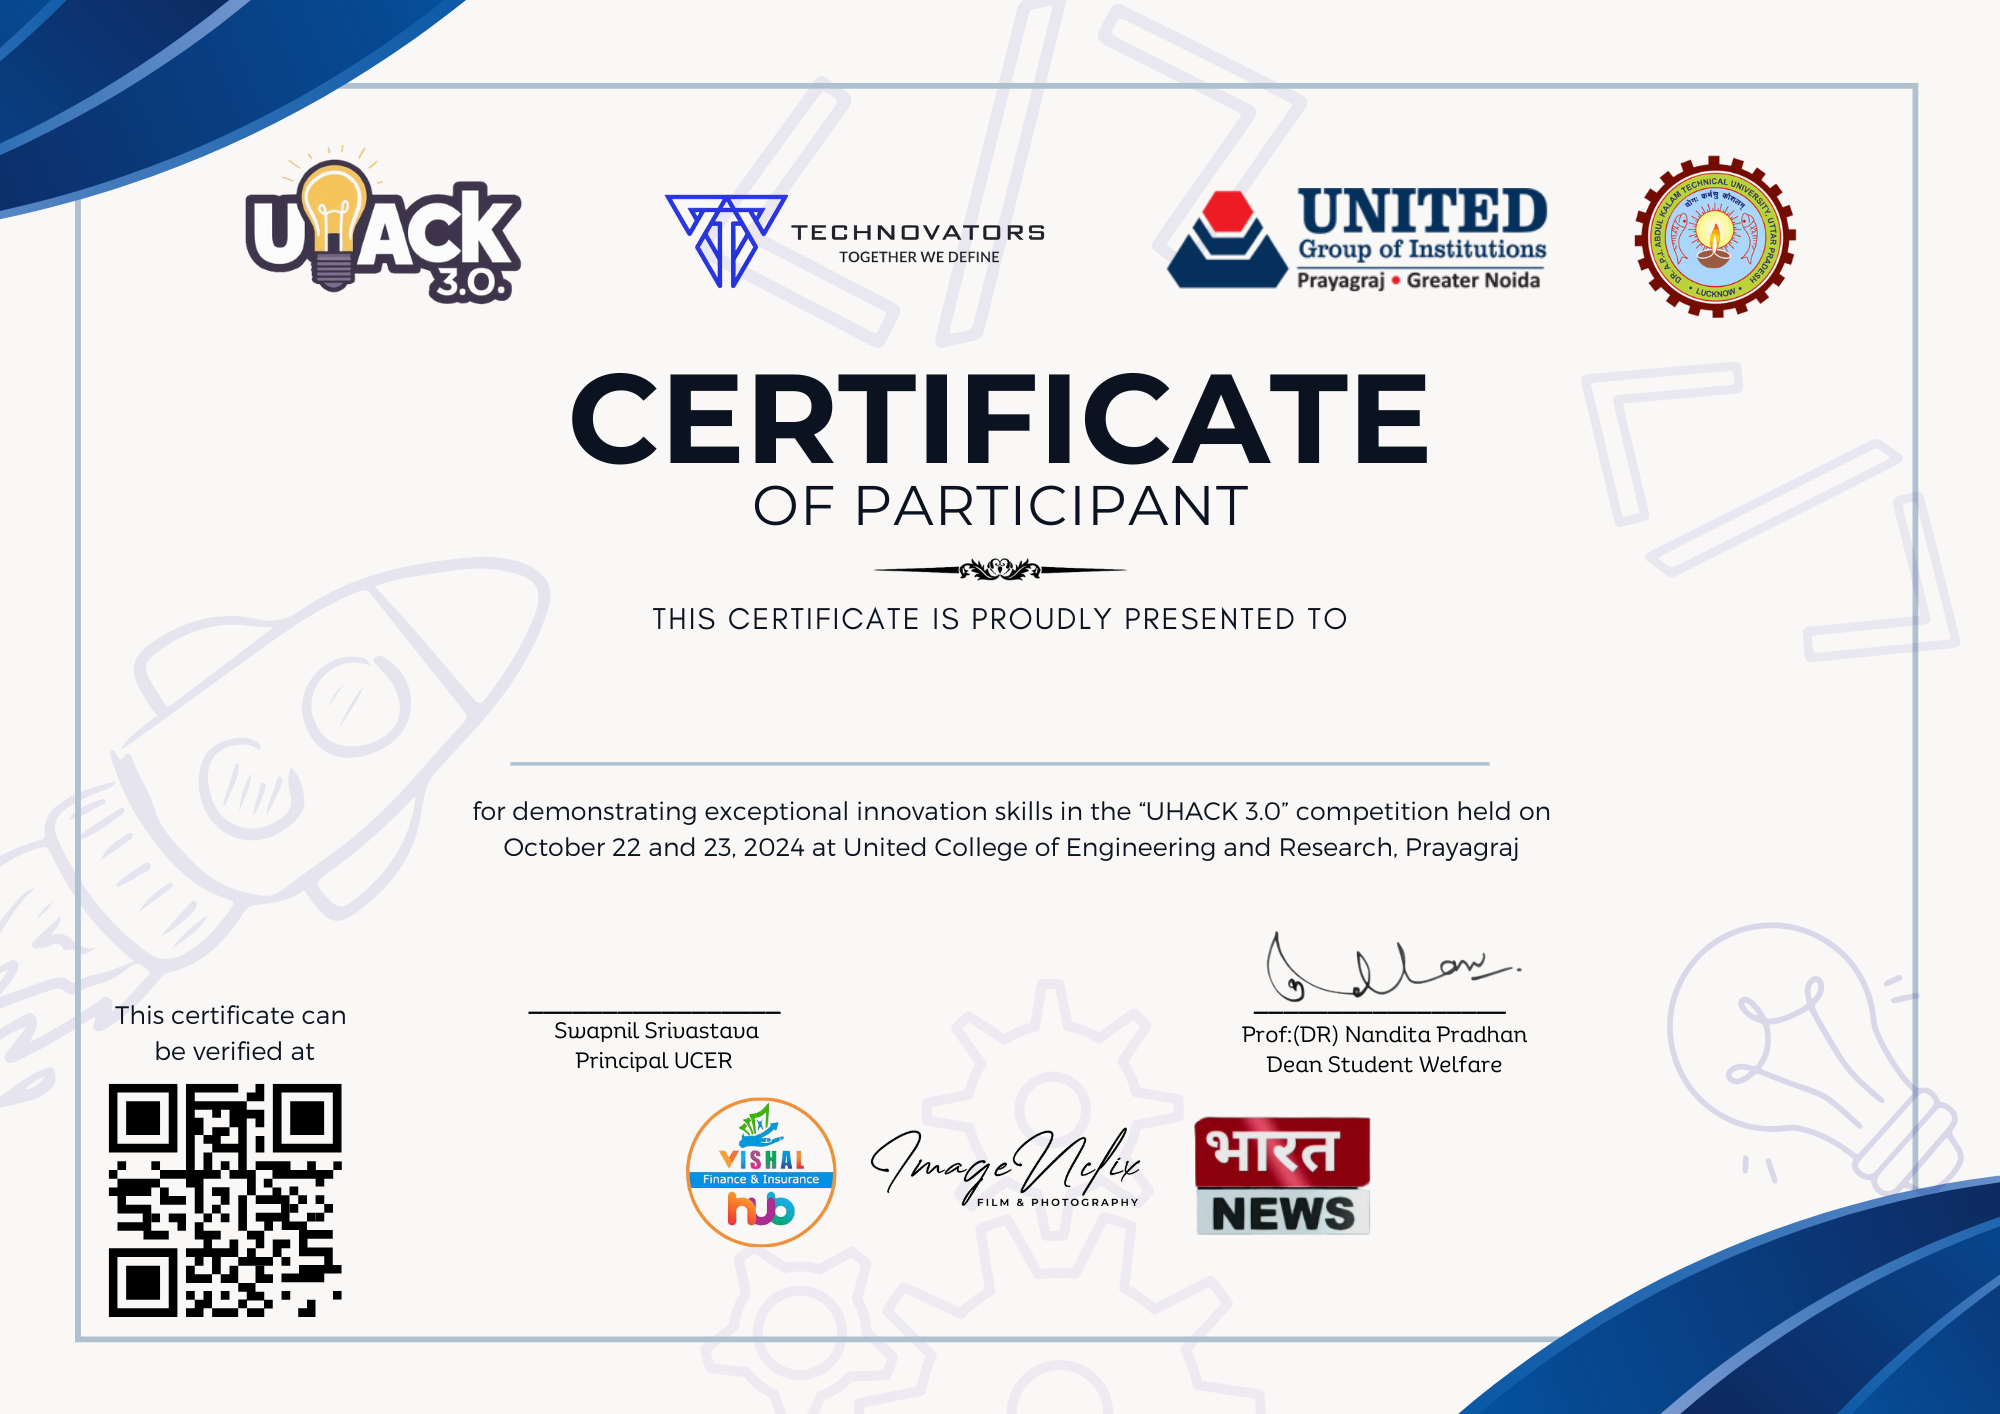 UHACK
3.0.
TECHNOVATORS
TOGETHER WE DEFINE
UNITED
Group of Institutions
Prayagraj • Greater Noida
DR. A.P.J. ABDUL KALAM TECHNICAL UNIVERSITY, UTTAR PRADESH
योगः कर्मसु कौशलम्
• LUCKNOW •
CERTIFICATE
OF PARTICIPANT
THIS CERTIFICATE IS PROUDLY PRESENTED TO
for demonstrating exceptional innovation skills in the “UHACK 3.0” competition held on
October 22 and 23, 2024 at United College of Engineering and Research, Prayagraj
This certificate can
be verified at
Swapnil Srivastava
Principal UCER
Prof:(DR) Nandita Pradhan
Dean Student Welfare
VISHAL
Finance & Insurance
hub
ImageNclix
FILM & PHOTOGRAPHY
भारत
NEWS